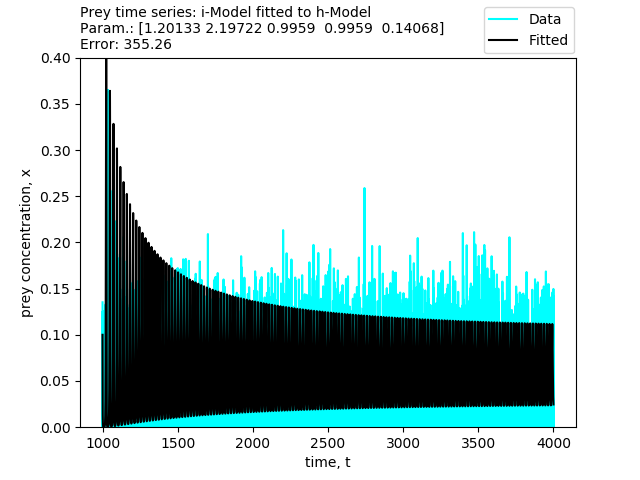 Prey time series: i-Model fitted to h-Model
Param.: [1.20133 2.19722 0.9959  0.9959  0.14068]
Error: 355.26
Data
Fitted
0.40
0.35
0.30
0.25
0.20
0.15
0.10
0.05
0.00
prey concentration, x
1000 1500 2000 2500 3000 3500 4000
time, t